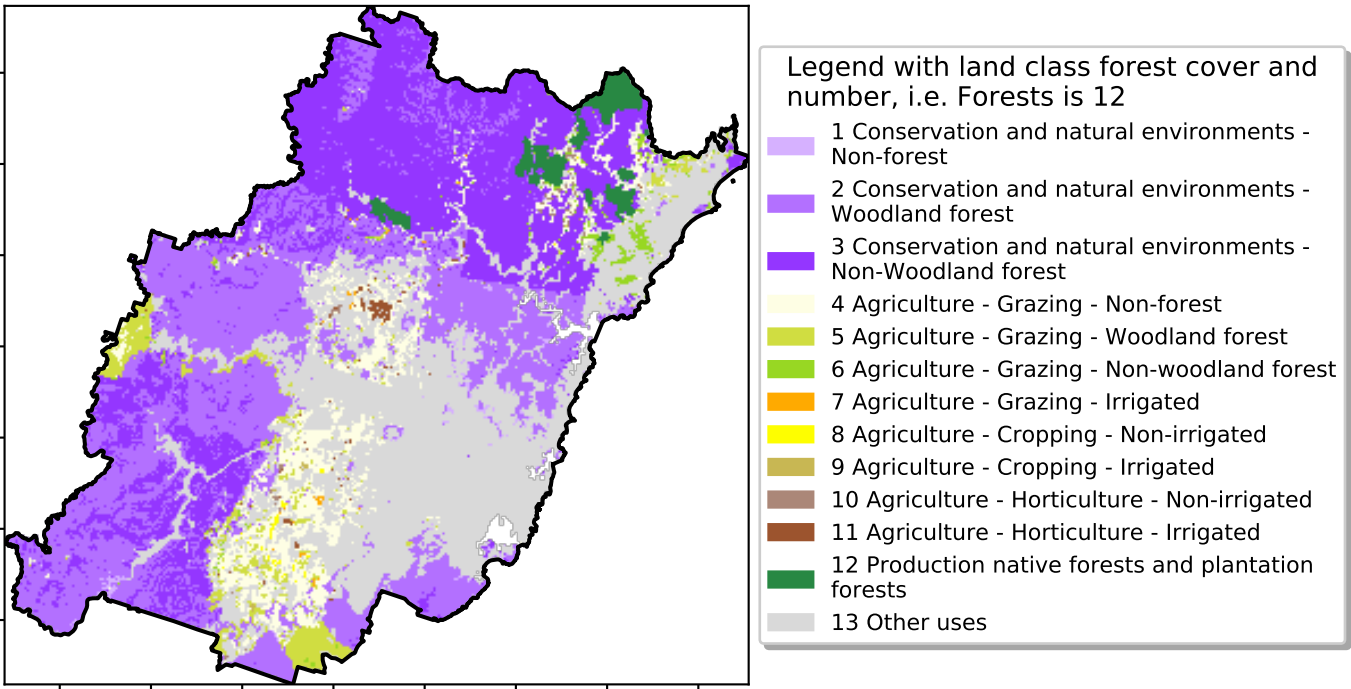 Legend with land class forest cover and
number, i.e. Forests is 12
1 Conservation and natural environments -
Non-forest
2 Conservation and natural environments -
Woodland forest
3 Conservation and natural environments -
Non-Woodland forest
4 Agriculture - Grazing - Non-forest
5 Agriculture - Grazing - Woodland forest
6 Agriculture - Grazing - Non-woodland forest
7 Agriculture - Grazing - Irrigated
8 Agriculture - Cropping - Non-irrigated
9 Agriculture - Cropping - Irrigated
10 Agriculture - Horticulture - Non-irrigated
11 Agriculture - Horticulture - Irrigated
12 Production native forests and plantation
forests
13 Other uses